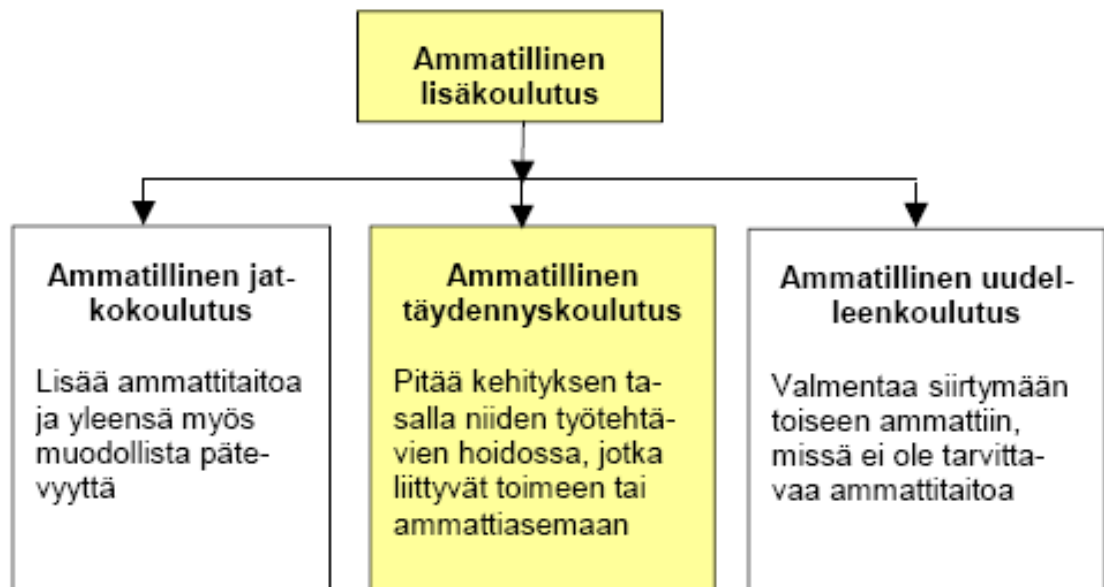 Ammatillinen
lisäkoulutus
Ammatillinen jat-
kokoulutus
Lisää ammattitaitoa
ja yleensä myös
muodollista päte-
vyyttä
Ammatillinen
täydennyskoulutus
Pitää kehityksen ta-
salla niiden työtehtä-
vien hoidossa, jotka
liittyvät toimeen tai
ammattiasemaan
Ammatillinen uudel-
leenkoulutus
Valmentaa siirtymään
toiseen ammattiin,
missä ei ole tarvitta-
vaa ammattitaitoa